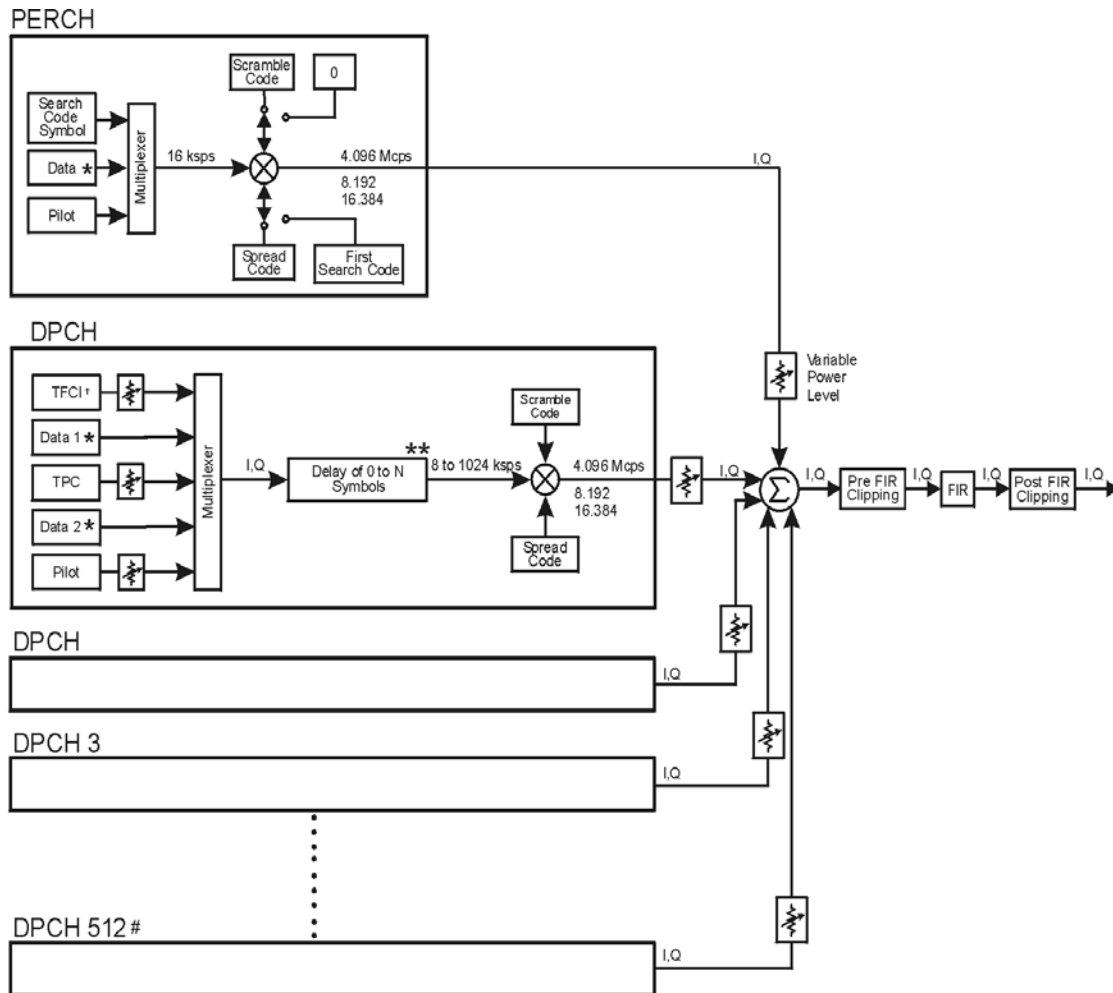 PERCH
Scramble
Code
0
Search
Code
Symbol
Data *
Pilot
Multiplexer
16 ksps
4.096 Mcps
8.192
16.384
I,Q
Spread
Code
First
Search Code
Variable
Power
Level
DPCH
TFCI †
Data 1 *
TPC
Data 2 *
Pilot
Multiplexer
I,Q
Delay of 0 to N
Symbols
**
8 to 1024 ksps
Scramble
Code
Spread
Code
4.096 Mcps
8.192
16.384
I,Q
Σ
I,Q
Pre FIR
Clipping
I,Q
FIR
I,Q
Post FIR
Clipping
I,Q
DPCH
I,Q
DPCH 3
I,Q
DPCH 512 #
I,Q